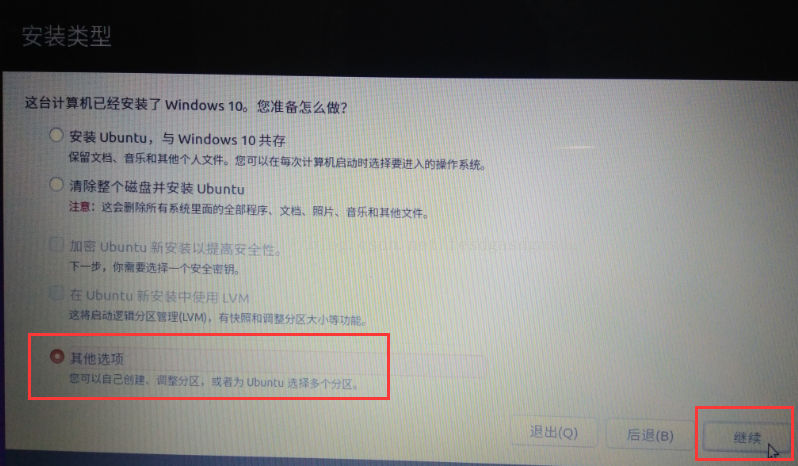 安装类型
这台计算机已经安装了 Windows 10。您准备怎么做?
安装 Ubuntu，与 Windows 10 共存
保留文档、音乐和其他个人文件。您可以在每次计算机启动时选择要进入的操作系统。
清除整个磁盘并安装 Ubuntu
注意：这会删除所有系统里面的全部程序、文档、照片、音乐和其他文件。
加密 Ubuntu 新安装以提高安全性。
下一步，你需要选择一个安全密钥。
在 Ubuntu 新安装中使用 LVM
这将启动逻辑分区管理(LVM)，有快照和调整分区大小等功能。
其他选项
您可以自己创建、调整分区，或者为 Ubuntu 选择多个分区。
退出(Q)
后退(B)
继续